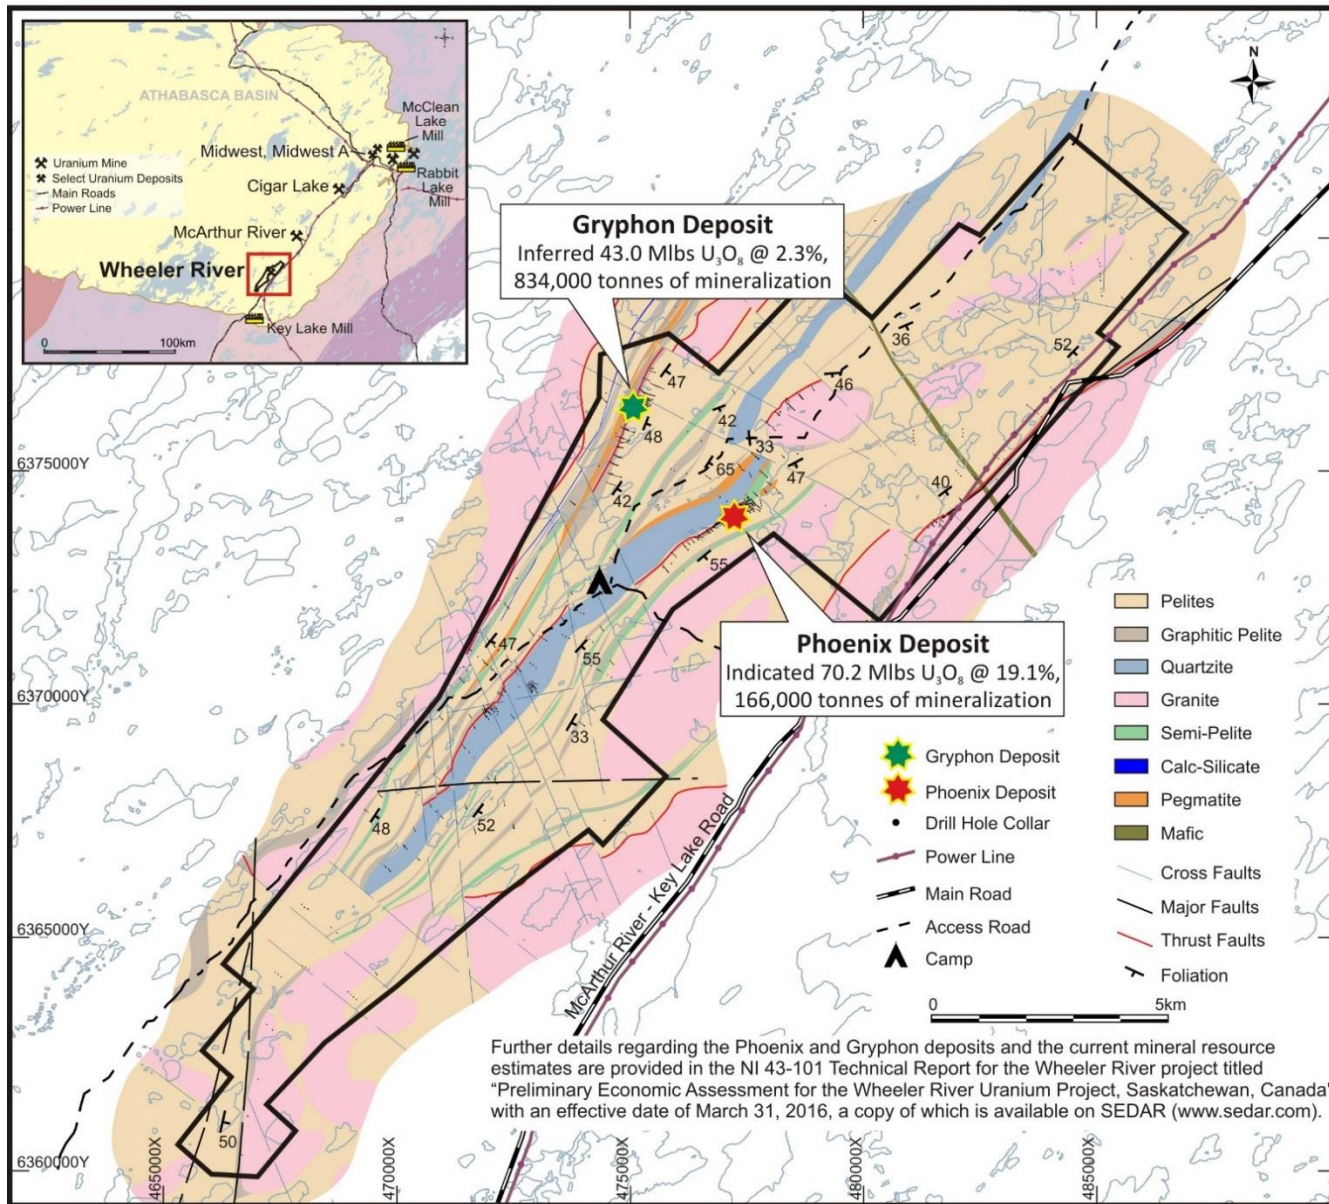 ATHABASCA BASIN
McClean
Lake
Mill
Midwest, Midwest A
Rabbit
Lake
Mill
Uranium Mine
Select Uranium Deposits
Main Roads
Power Line
Cigar Lake
McArthur River
Wheeler River
Key Lake Mill
0 100km
N
Gryphon Deposit
Inferred 43.0 Mlbs U₃O₈ @ 2.3%,
834,000 tonnes of mineralization
36
52
47
46
42
48
33
65
47
42
40
55
Phoenix Deposit
Indicated 70.2 Mlbs U₃O₈ @ 19.1%,
166,000 tonnes of mineralization
47
55
33
48
52
50
6375000Y
6370000Y
6365000Y
6360000Y
465000X
470000X
475000X
480000X
485000X
McArthur River - Key Lake Road
Pelites
Graphitic Pelite
Quartzite
Granite
Semi-Pelite
Calc-Silicate
Pegmatite
Mafic
Cross Faults
Major Faults
Thrust Faults
Foliation
Gryphon Deposit
Phoenix Deposit
Drill Hole Collar
Power Line
Main Road
Access Road
Camp
0 5km
Further details regarding the Phoenix and Gryphon deposits and the current mineral resource
estimates are provided in the NI 43-101 Technical Report for the Wheeler River project titled
“Preliminary Economic Assessment for the Wheeler River Uranium Project, Saskatchewan, Canada”
with an effective date of March 31, 2016, a copy of which is available on SEDAR (www.sedar.com).